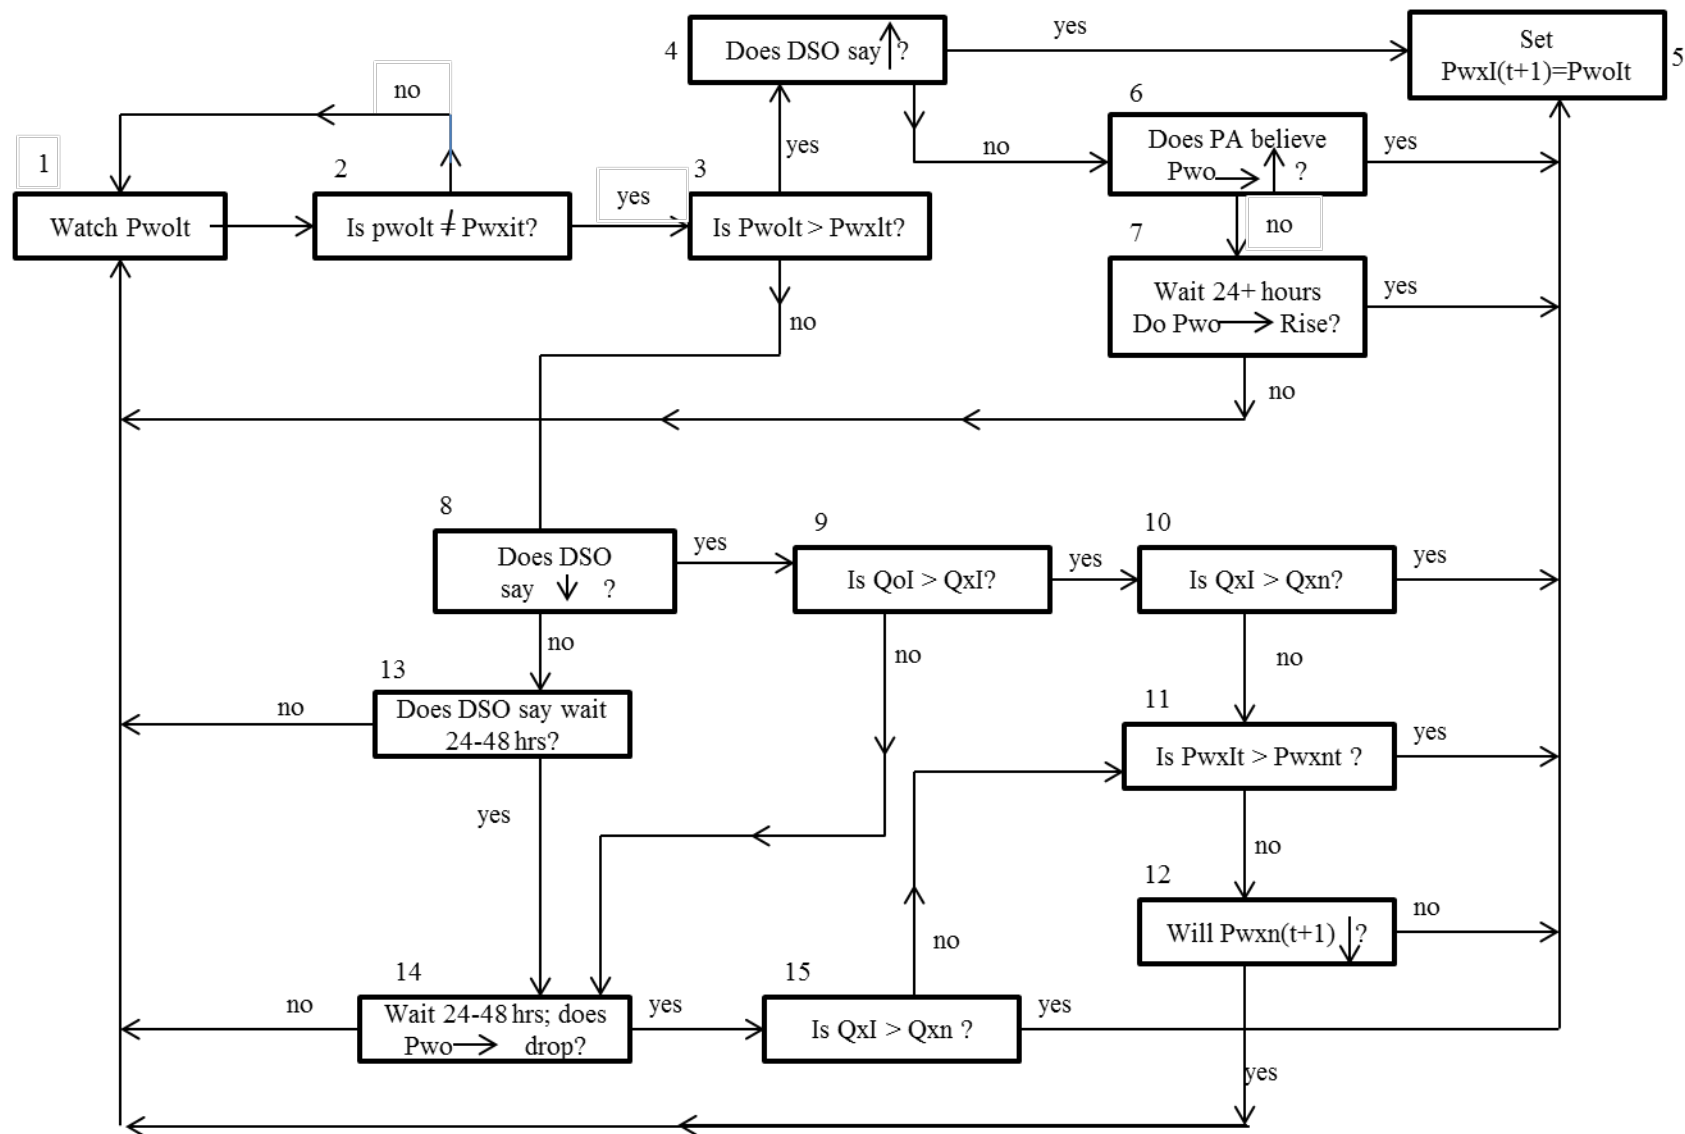 4
Does DSO say ↑?
yes
Set
PwxI(t+1)=PwoIt
5
no
6
Does PA believe
Pwo → ↑ ?
yes
no
yes
1
Watch Pwolt
2
Is pwolt ≠ Pwxit?
yes
3
Is Pwolt > Pwxlt?
no
7
Wait 24+ hours
Do Pwo → Rise?
yes
no
no
8
Does DSO
say ↓ ?
yes
9
Is QoI > QxI?
yes
10
Is QxI > Qxn?
yes
no
no
no
13
Does DSO say wait
24-48 hrs?
no
11
Is PwxIt > Pwxnt ?
yes
yes
no
12
Will Pwxn(t+1) ↓?
no
no
14
Wait 24-48 hrs; does
Pwo → drop?
no
yes
15
Is QxI > Qxn ?
yes
yes